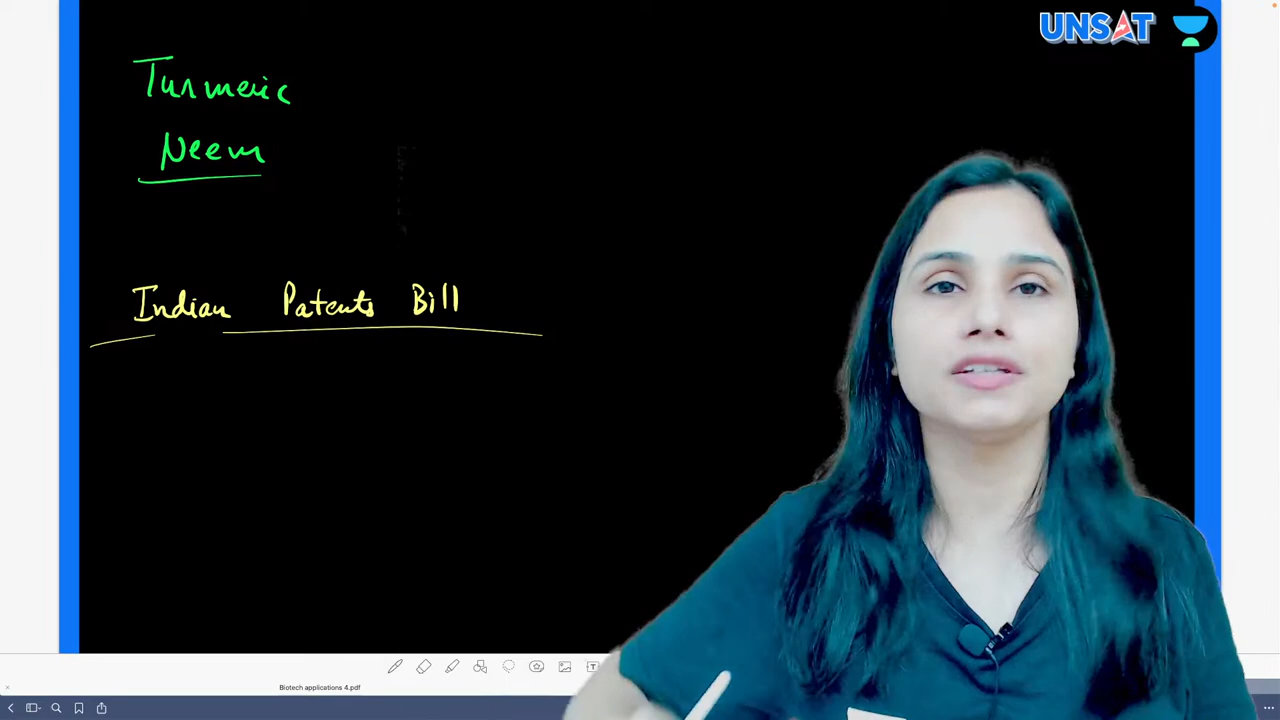 UNSAT
Turmeric
Neem
Indian Patents Bill
Biotech applications 4.pdf